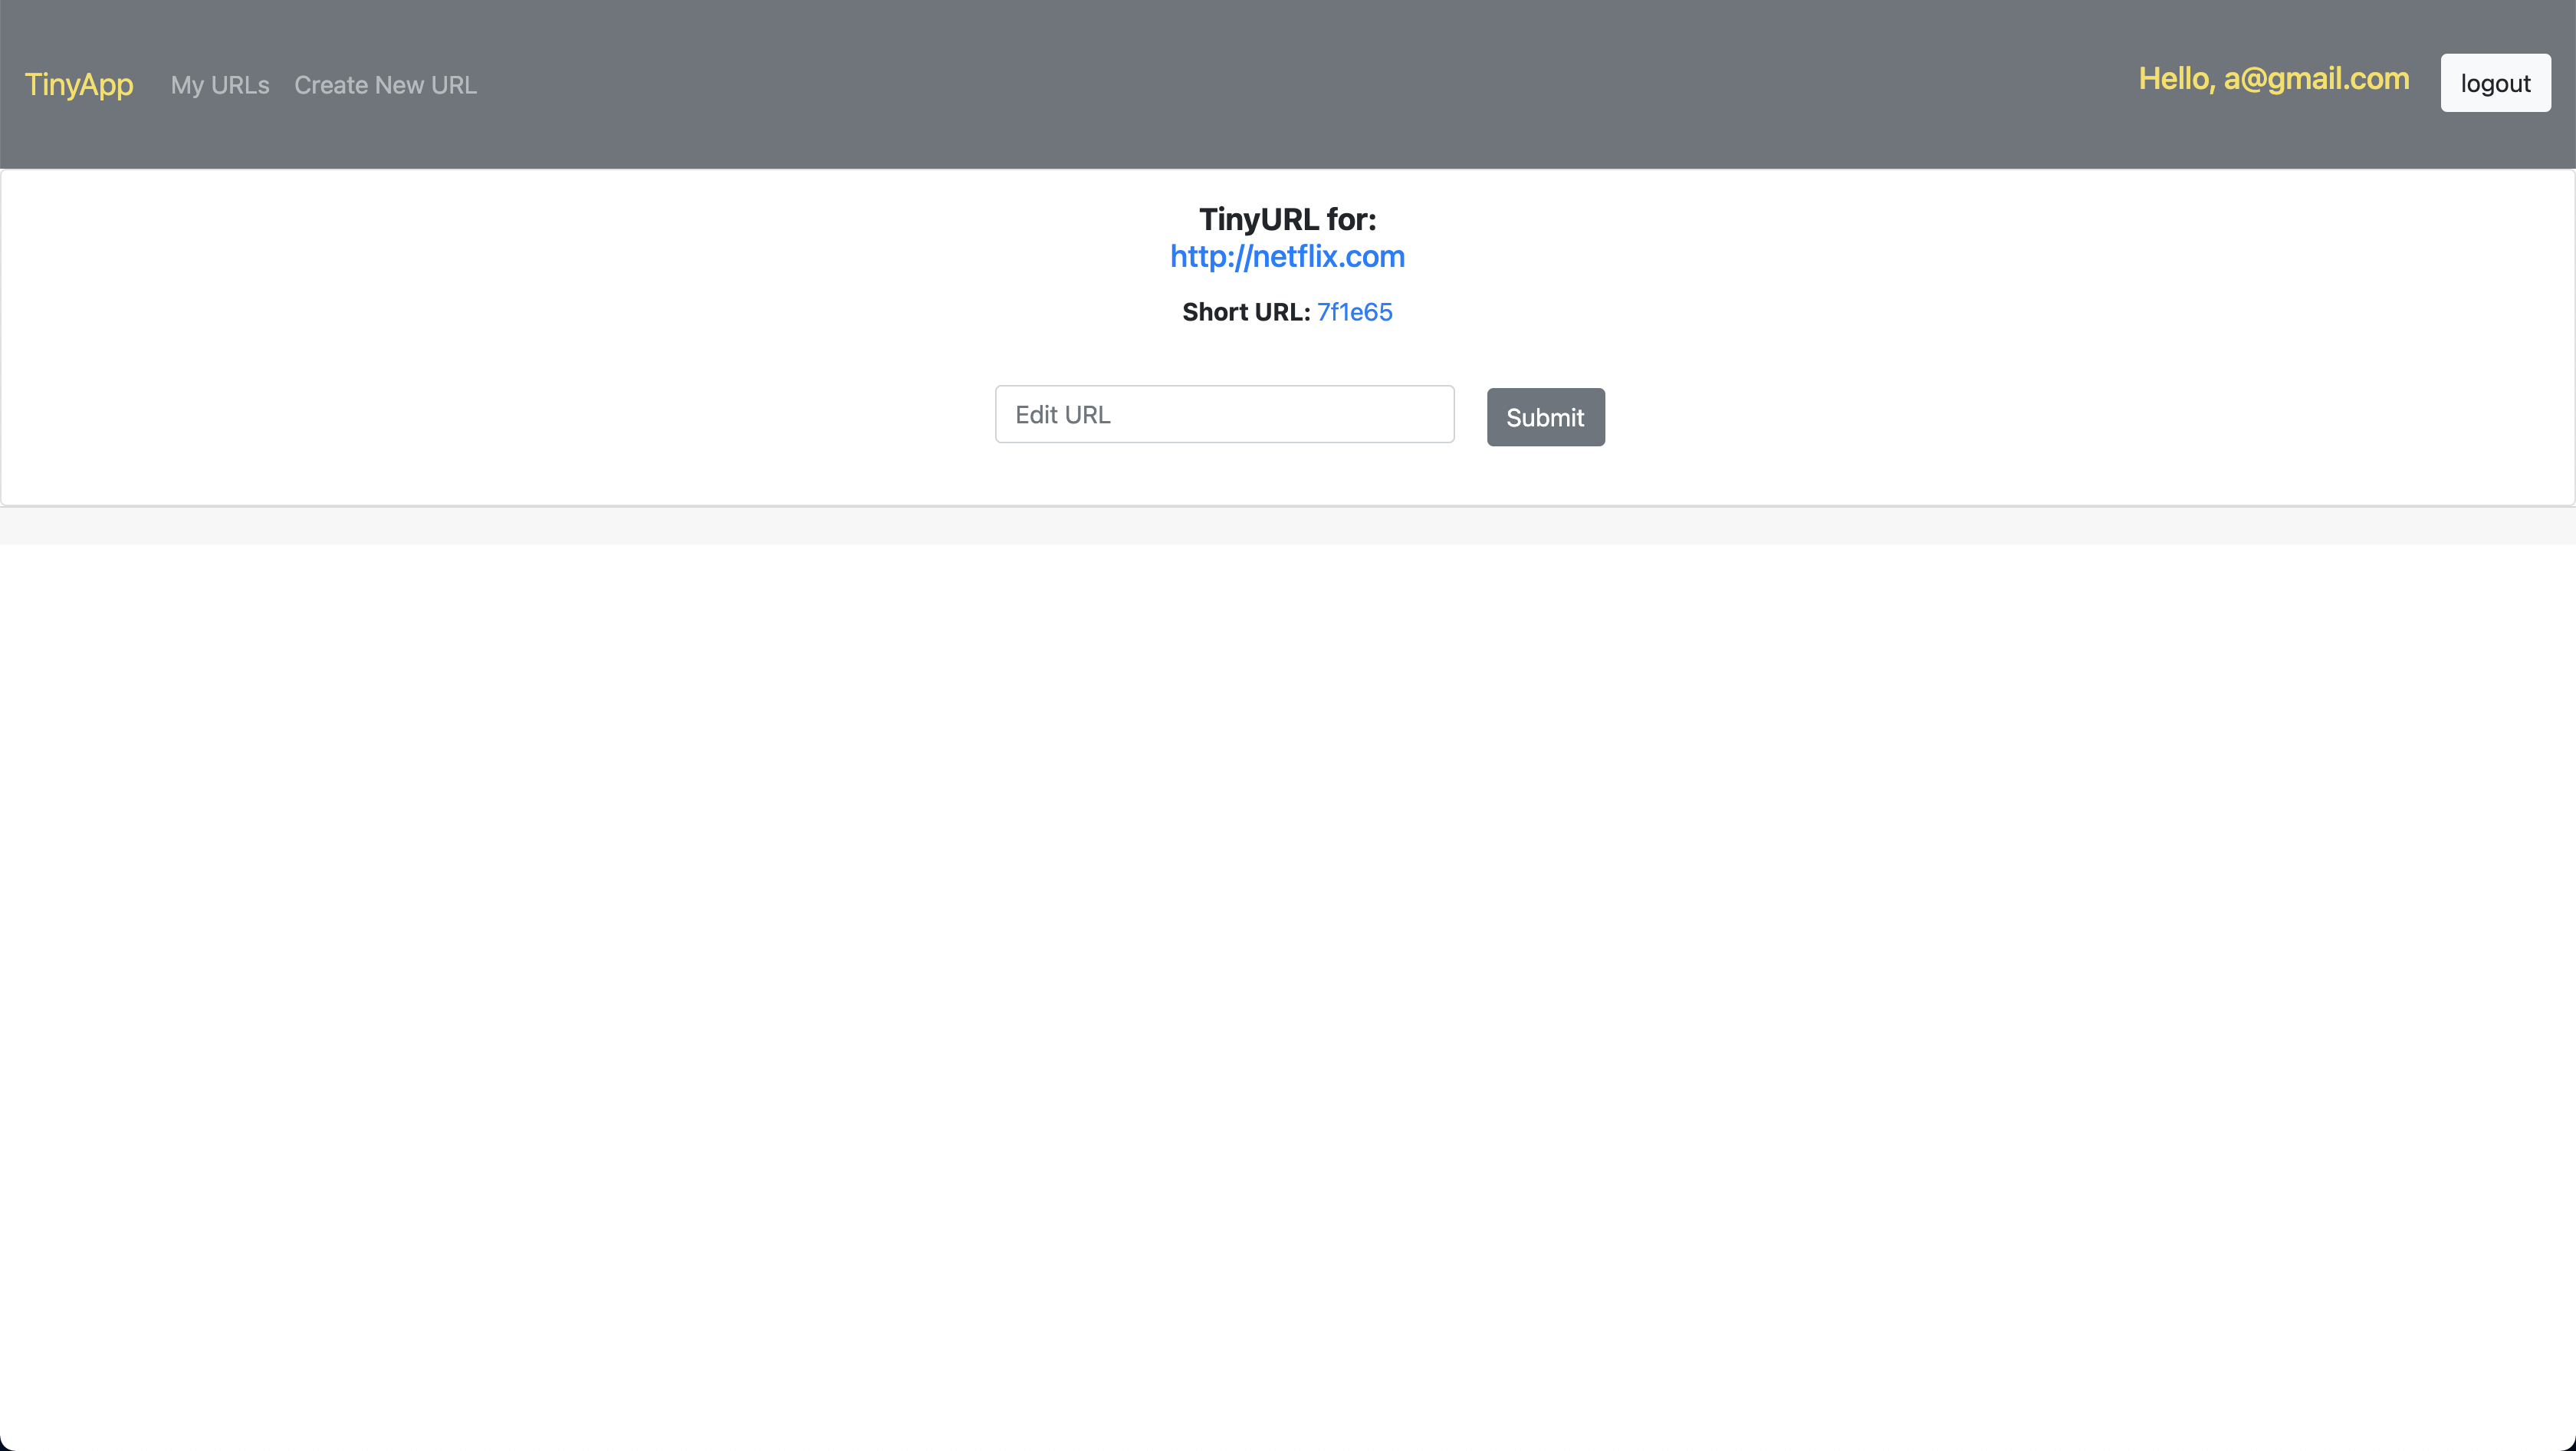 TinyApp My URLs Create New URL Hello, a@gmail.com logout
TinyURL for:
http://netflix.com
Short URL: 7f1e65
Edit URL Submit